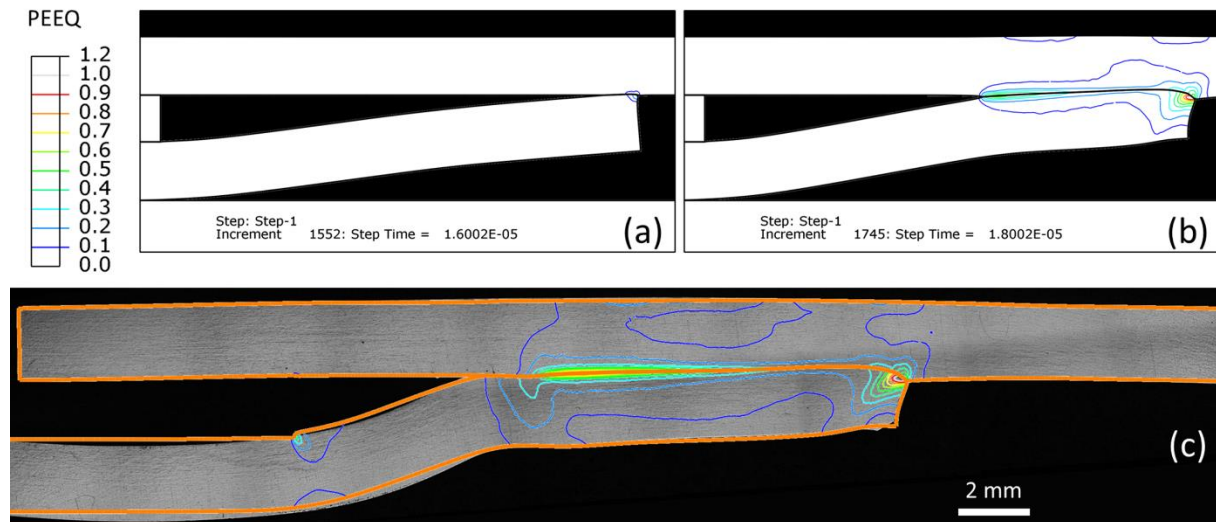 PEEQ
1.2
1.0
0.9
0.8
0.7
0.6
0.5
0.4
0.3
0.2
0.1
0.0
Step: Step-1
Increment 1552: Step Time = 1.6002E-05
(a)
Step: Step-1
Increment 1745: Step Time = 1.8002E-05
(b)
(c)
2 mm